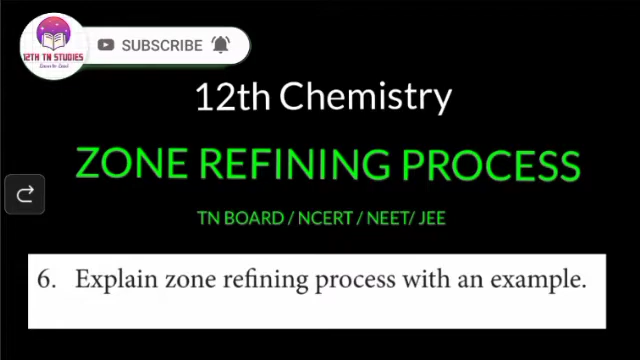 SUBSCRIBE
12TH TN STUDIES
12th Chemistry
ZONE REFINING PROCESS
TN BOARD / NCERT / NEET/ JEE
6. Explain zone refining process with an example.